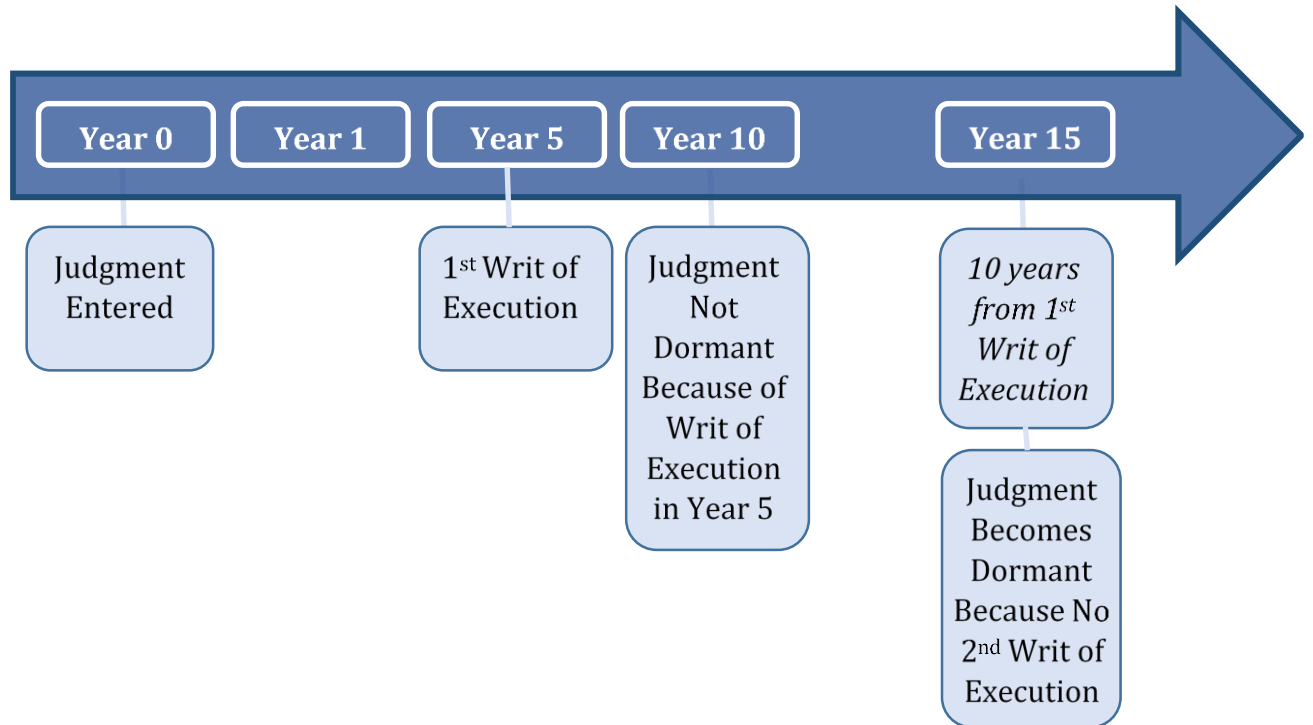 Year 0
Year 1
Year 5
Year 10
Year 15
Judgment
Entered
1st Writ of
Execution
Judgment
Not
Dormant
Because of
Writ of
Execution
in Year 5
10 years
from 1st
Writ of
Execution
Judgment
Becomes
Dormant
Because No
2nd Writ of
Execution